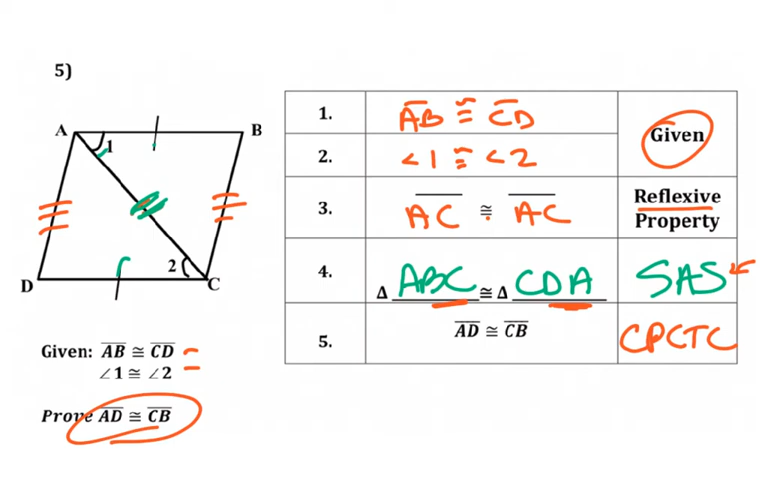 5)
A
B
1
2
D
C
Given: AB ≅ CD
∠1 ≅ ∠2
Prove AD ≅ CB
1.
AB ≅ CD
Given
2.
<1 ≅ <2
3.
AC ≅ AC
Reflexive
Property
4.
Δ ABC ≅ Δ CDA
SAS
5.
AD ≅ CB
CPCTC